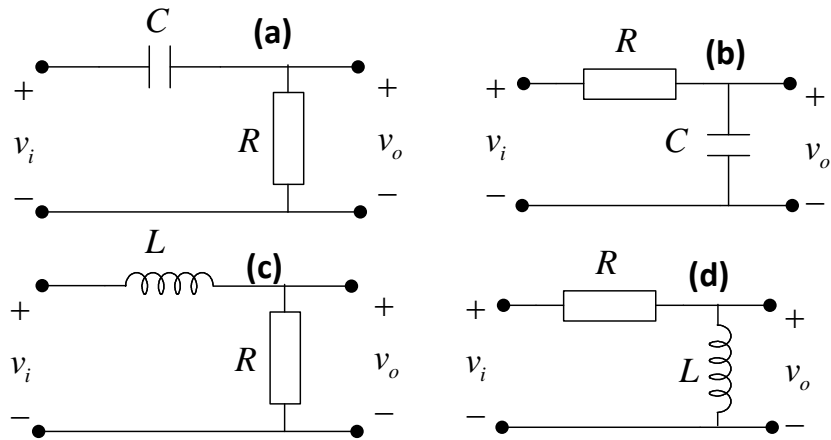 C (a)
+ +
v_i R v_o
− −
R (b)
+ +
v_i C v_o
− −
L (c)
+ +
v_i R v_o
− −
R (d)
+ +
v_i L v_o
− −